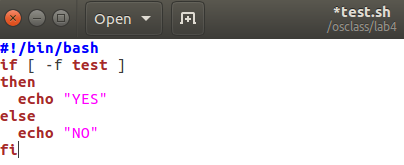 Open
*test.sh
/osclass/lab4
#!/bin/bash
if [ -f test ]
then
  echo "YES"
else
  echo "NO"
fi